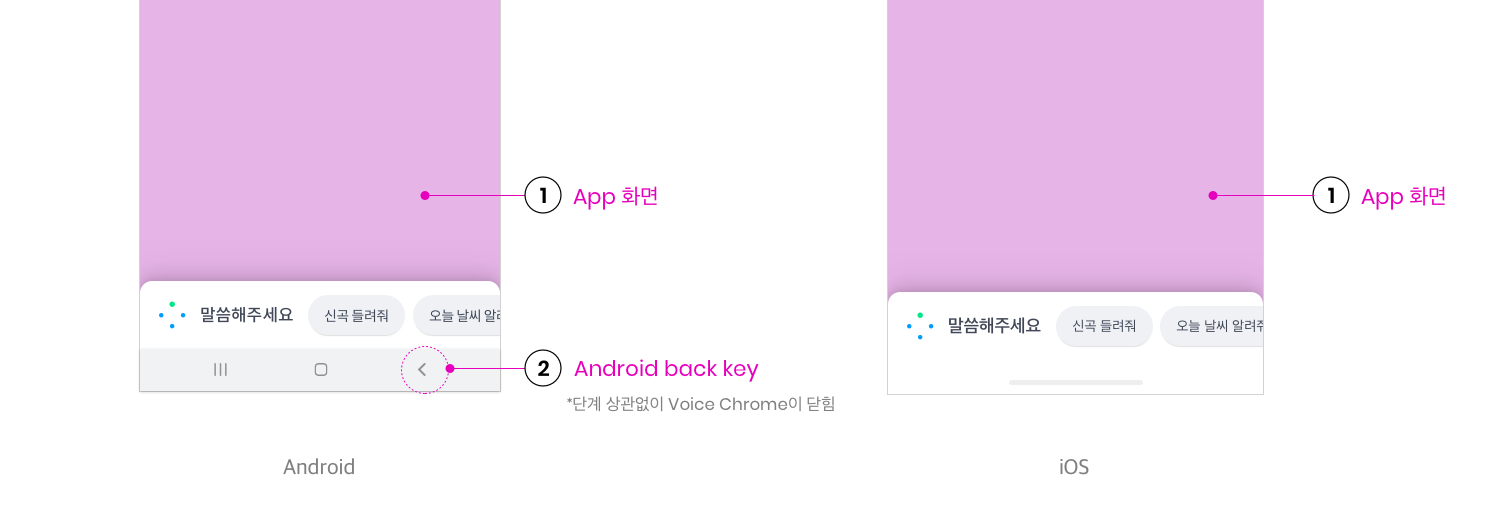 1 App 화면
말씀해주세요 신곡 들려줘 오늘 날씨 알려
2 Android back key
*단계 상관없이 Voice Chrome이 닫힘
Android
1 App 화면
말씀해주세요 신곡 들려줘 오늘 날씨 알려줘
iOS